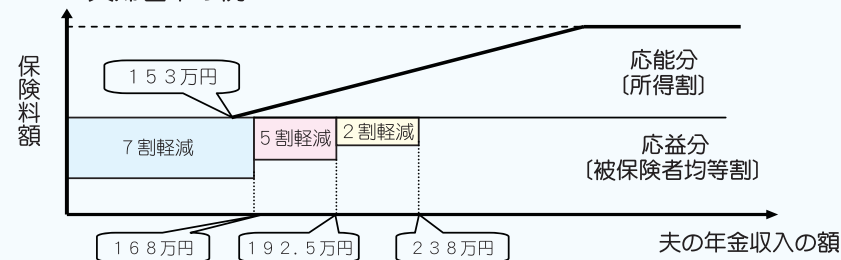 保険料額
１５３万円
応能分
〔所得割〕
７割軽減
５割軽減
２割軽減
応益分
〔被保険者均等割〕
１６８万円
１９２.５万円
２３８万円
夫の年金収入の額